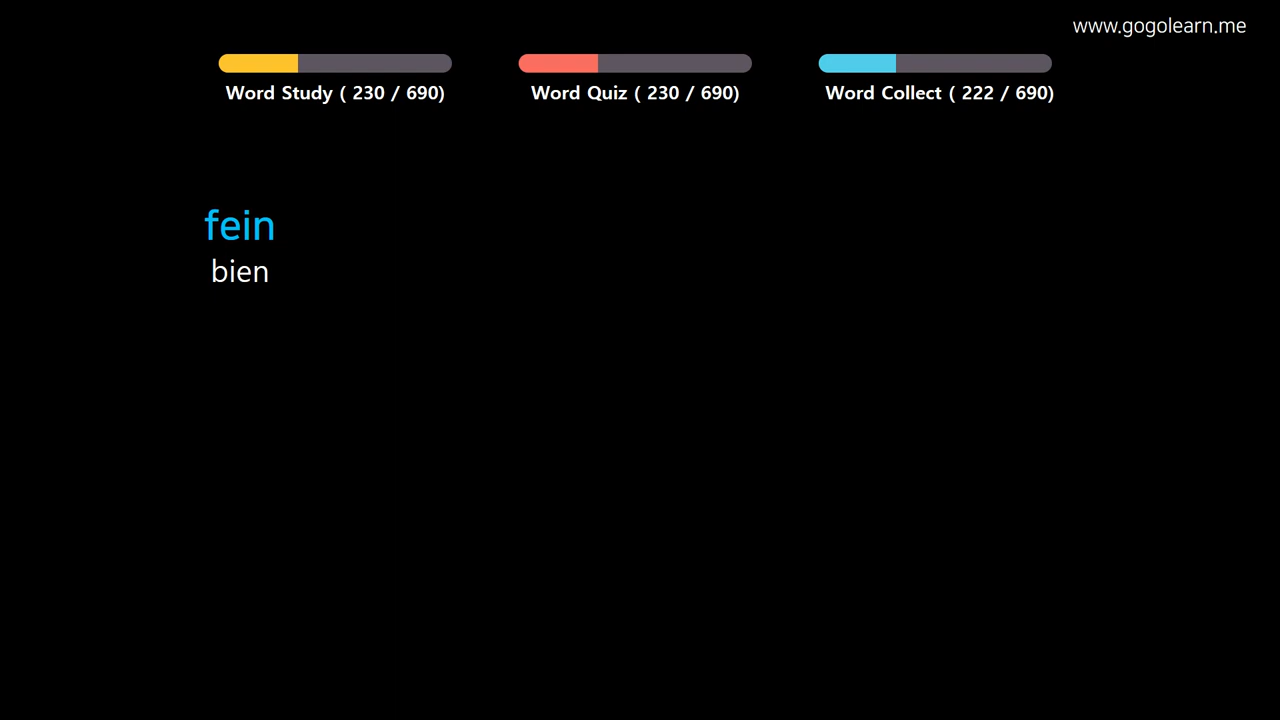 www.gogolearn.me
Word Study ( 230 / 690)
Word Quiz ( 230 / 690)
Word Collect ( 222 / 690)
fein
bien